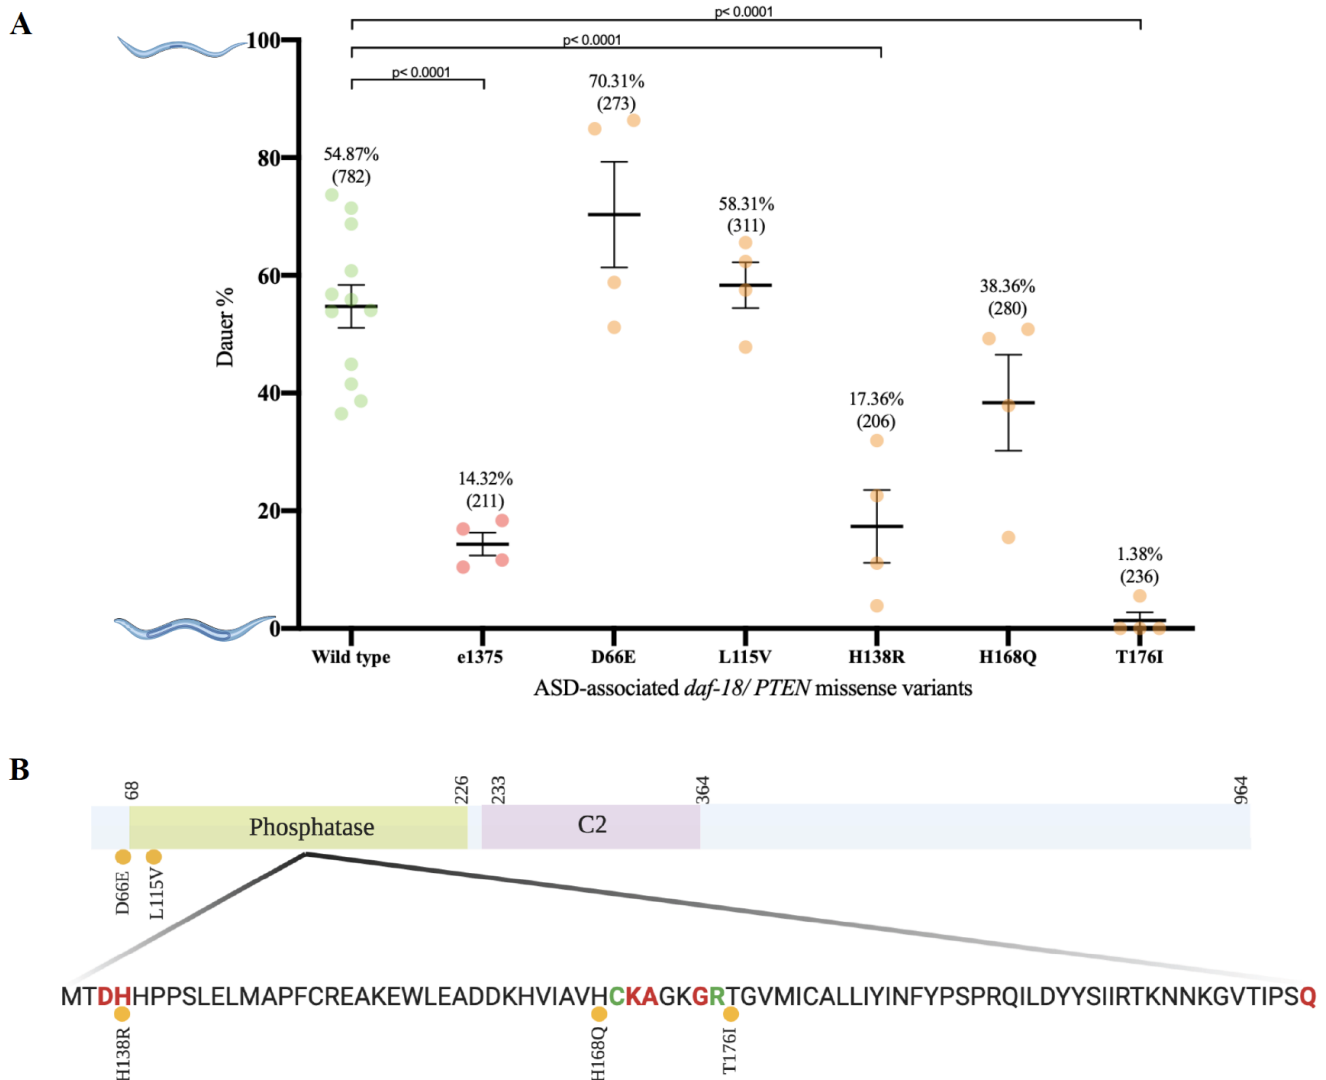 A
p< 0.0001
p< 0.0001
p< 0.0001
100
80
60
40
20
0
Dauer %
54.87%
(782)
14.32%
(211)
70.31%
(273)
58.31%
(311)
17.36%
(206)
38.36%
(280)
1.38%
(236)
Wild type e1375 D66E L115V H138R H168Q T176I
ASD-associated daf-18/ PTEN missense variants
B
68 226 233 364 964
Phosphatase C2
D66E L115V
MTDHHPPSLELMAPFCREAKEWLEADDKHVIAVHCKAGKGRTGVMICALLIYINFYPSPRQILDYYSIIRTKNNKGVTIPSQ
H138R H168Q T176I